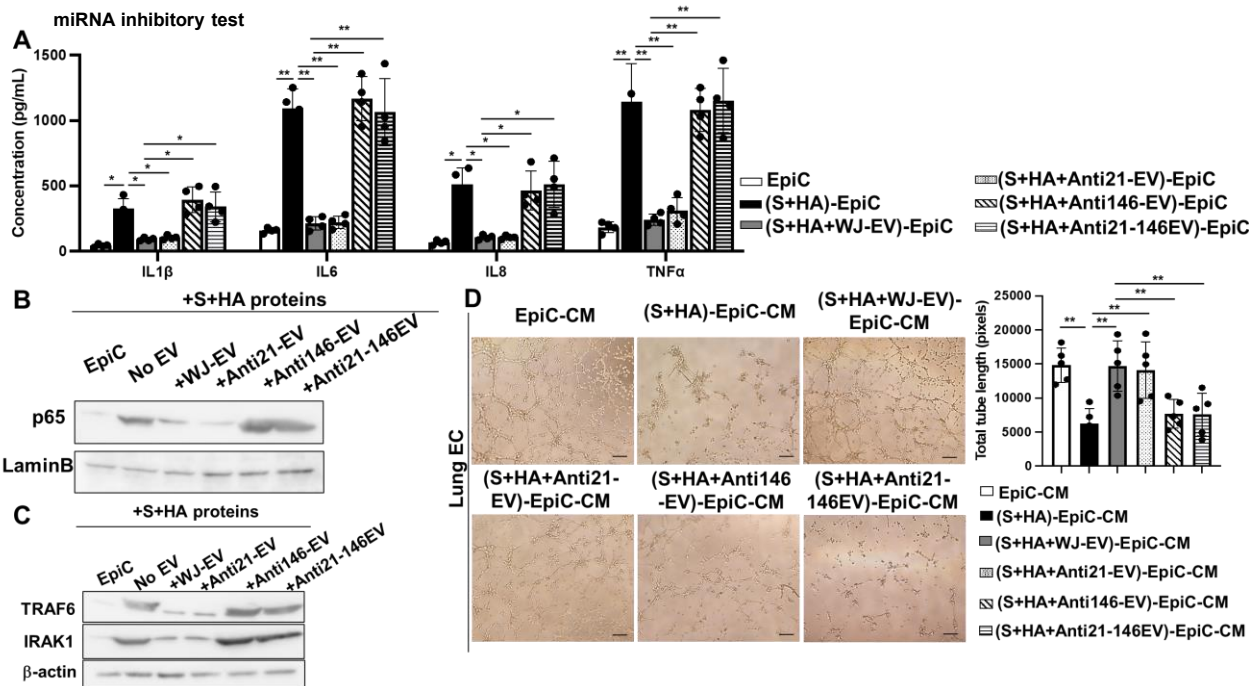 miRNA inhibitory test
A
Concentration (pg/mL)
1500
1000
500
0
* * * * *
** ** ** ** **
* * * * *
** ** ** ** **
IL1β
IL6
IL8
TNFα
EpiC
(S+HA)-EpiC
(S+HA+WJ-EV)-EpiC
(S+HA+Anti21-EV)-EpiC
(S+HA+Anti146-EV)-EpiC
(S+HA+Anti21-146EV)-EpiC
B
+S+HA proteins
EpiC
No EV
+WJ-EV
+Anti21-EV
+Anti146-EV
+Anti21-146EV
p65
LaminB
C
+S+HA proteins
EpiC
No EV
+WJ-EV
+Anti21-EV
+Anti146-EV
+Anti21-146EV
TRAF6
IRAK1
β-actin
D
Lung EC
EpiC-CM
(S+HA)-EpiC-CM
(S+HA+WJ-EV)-
EpiC-CM
(S+HA+Anti21-
EV)-EpiC-CM
(S+HA+Anti146
-EV)-EpiC-CM
(S+HA+Anti21-
146EV)-EpiC-CM
Total tube length (pixels)
25000
20000
15000
10000
5000
0
** ** ** ** **
EpiC-CM
(S+HA)-EpiC-CM
(S+HA+WJ-EV)-EpiC-CM
(S+HA+Anti21-EV)-EpiC-CM
(S+HA+Anti146-EV)-EpiC-CM
(S+HA+Anti21-146EV)-EpiC-CM